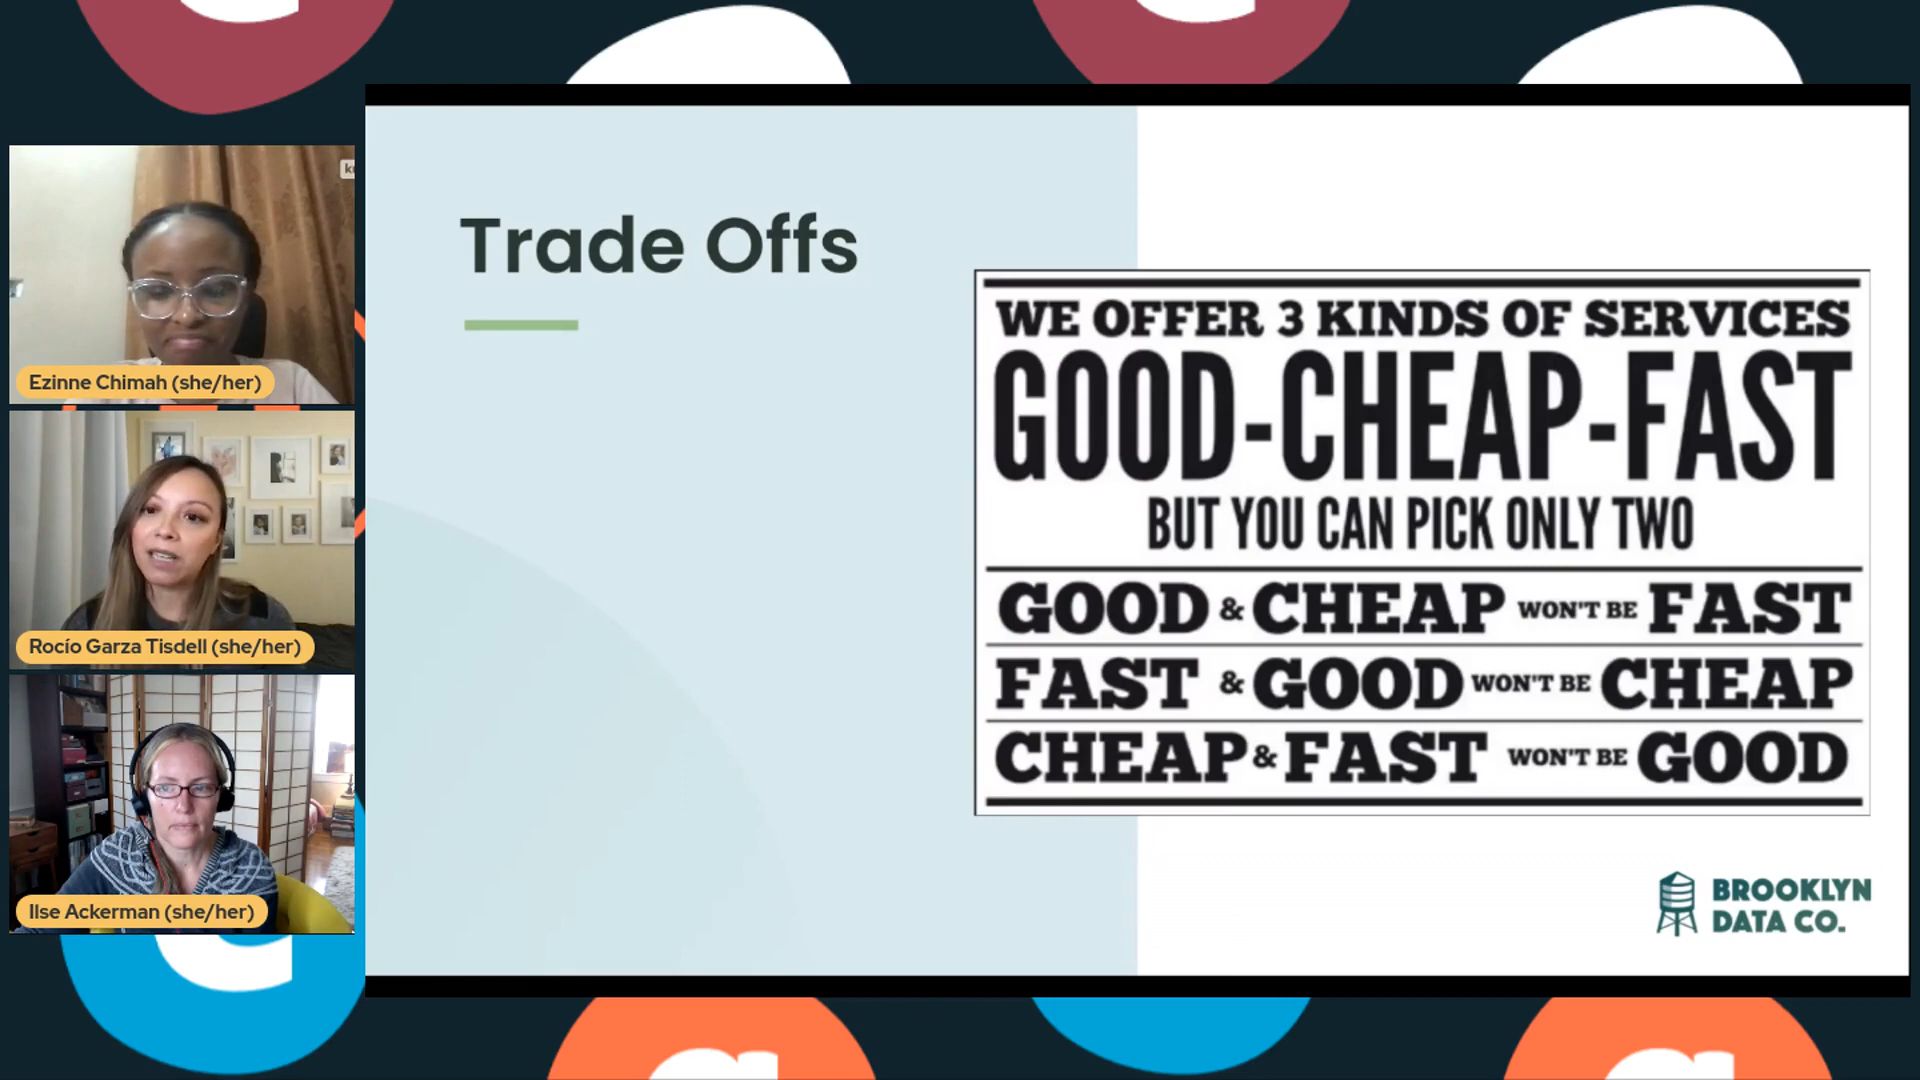 Ezinne Chimah (she/her)
Rocío Garza Tisdell (she/her)
Ilse Ackerman (she/her)
Trade Offs
WE OFFER 3 KINDS OF SERVICES
GOOD-CHEAP-FAST
BUT YOU CAN PICK ONLY TWO
GOOD & CHEAP WON'T BE FAST
FAST & GOOD WON'T BE CHEAP
CHEAP & FAST WON'T BE GOOD
BROOKLYN
DATA CO.